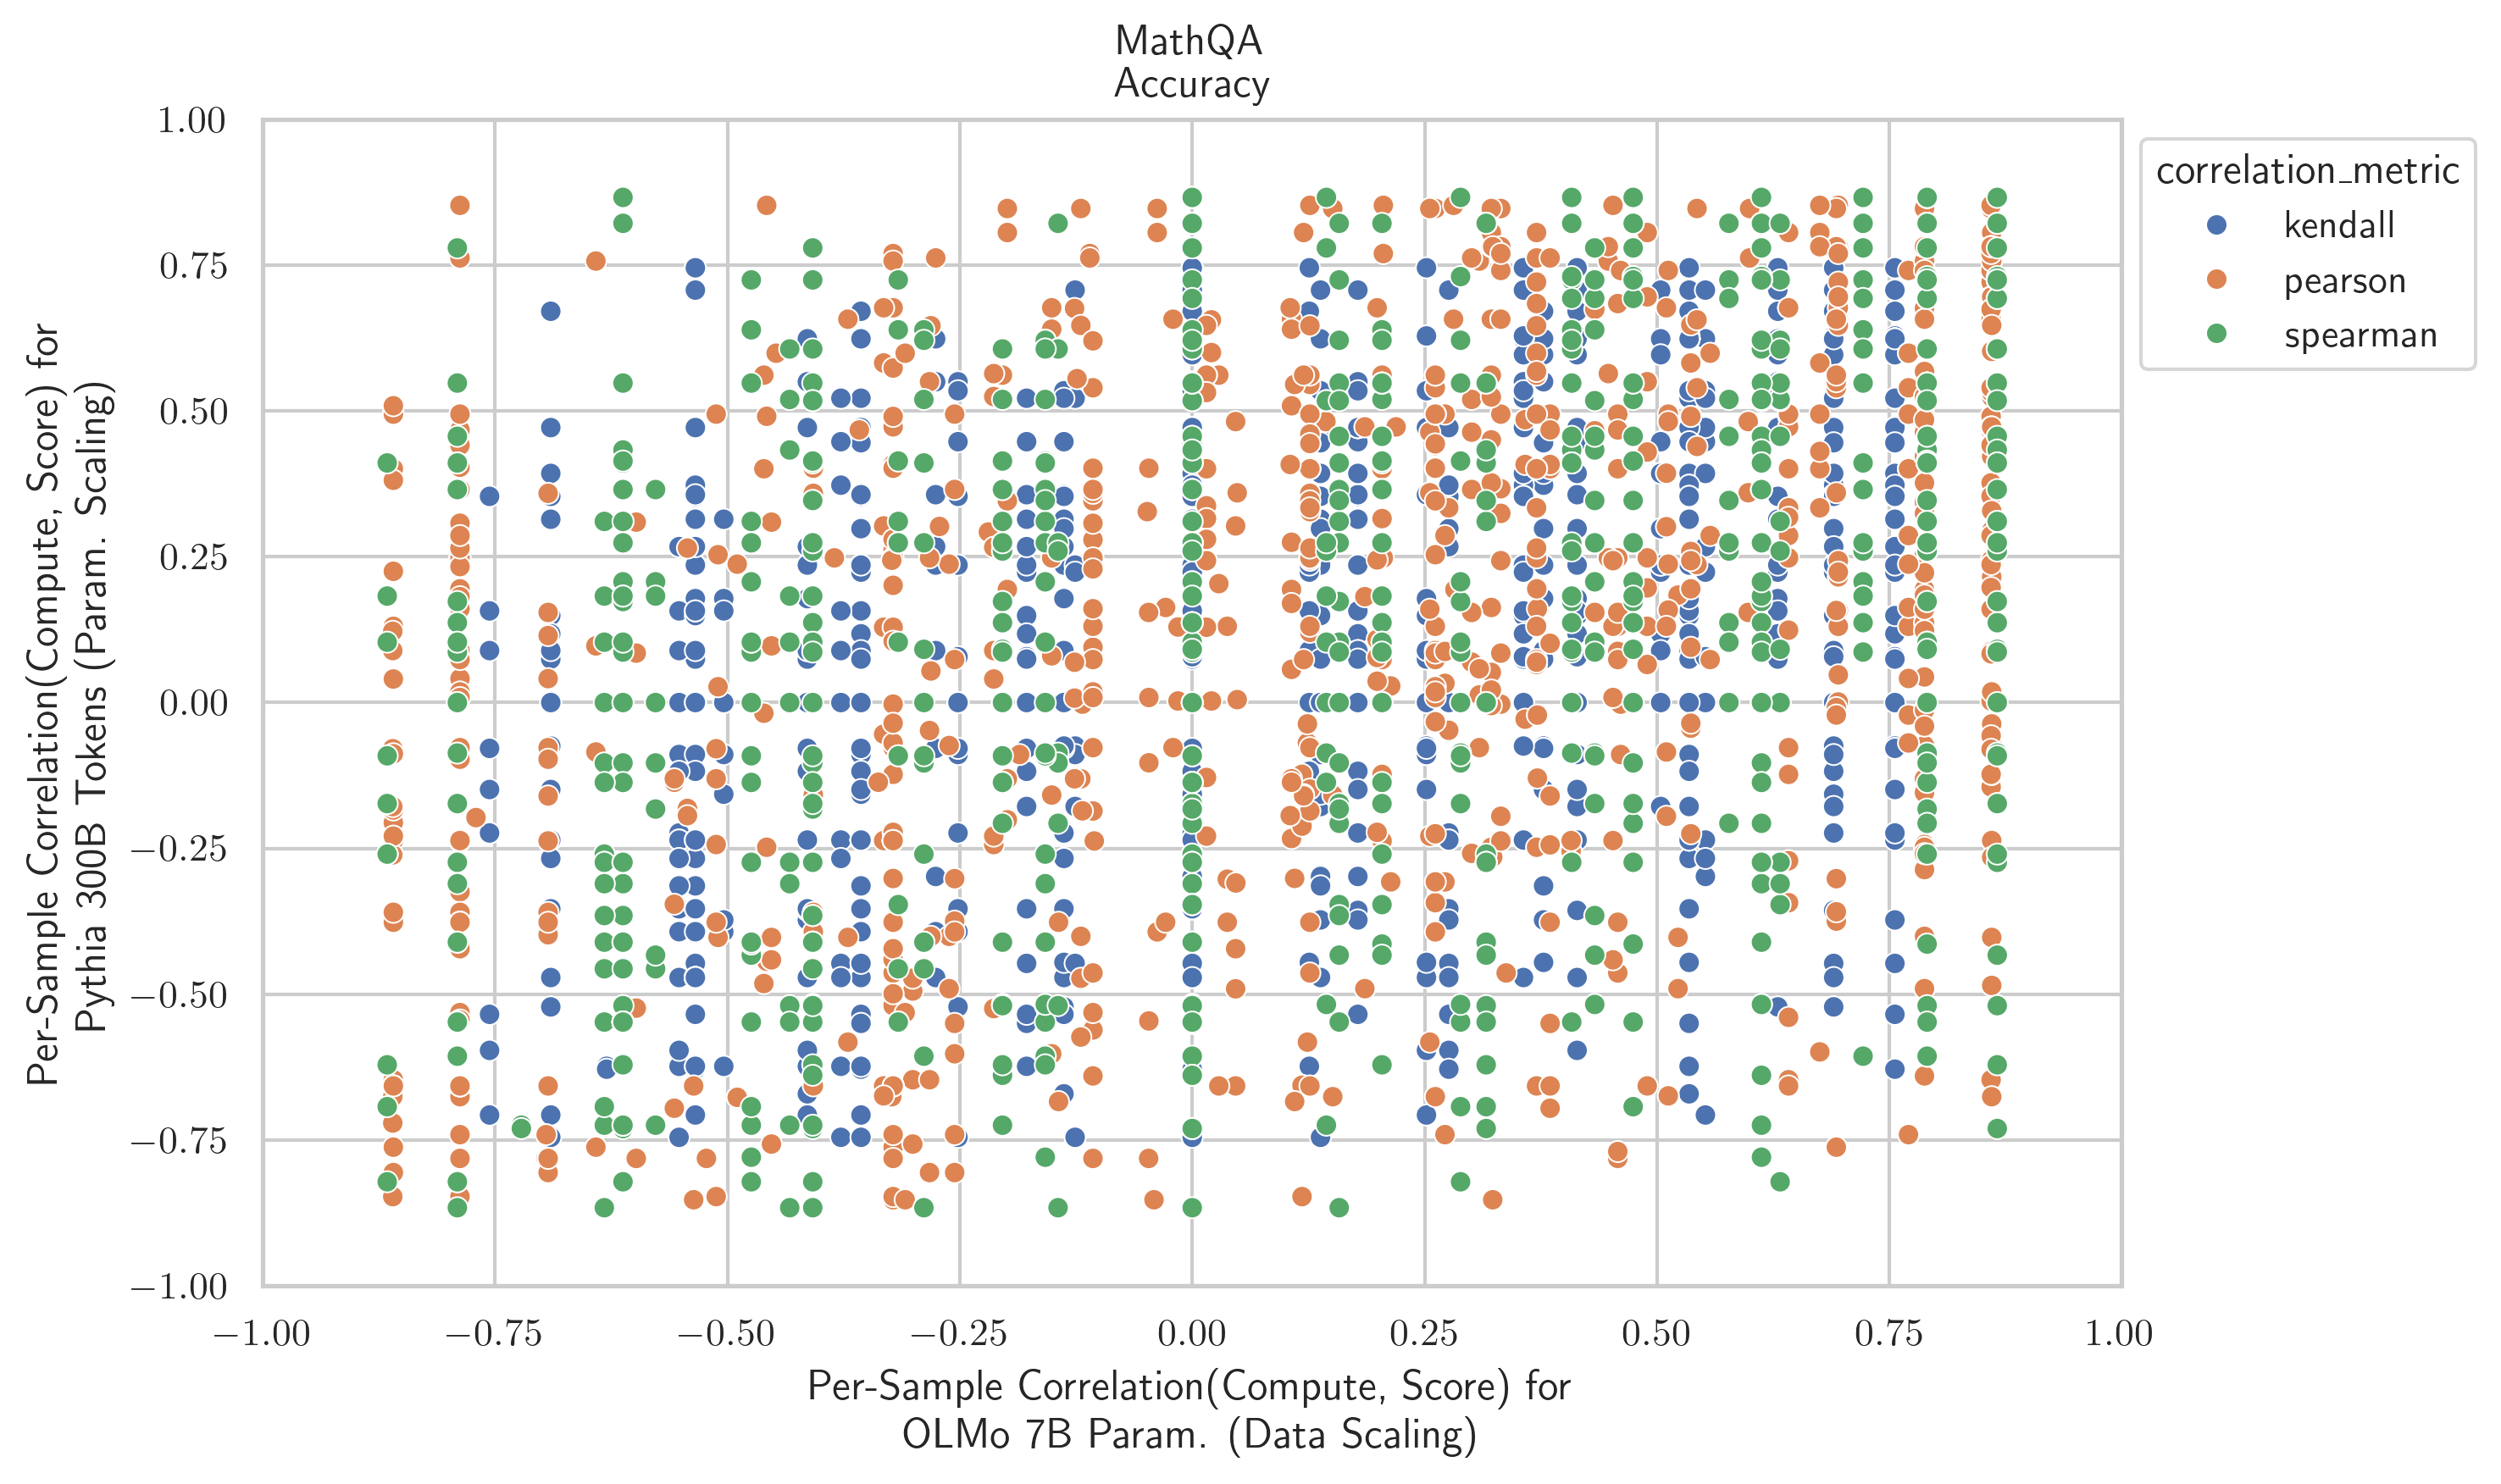 MathQA
Accuracy
Per-Sample Correlation(Compute, Score) for
Pythia 300B Tokens (Param. Scaling)
1.00
0.75
0.50
0.25
0.00
−0.25
−0.50
−0.75
−1.00
−1.00
−0.75
−0.50
−0.25
0.00
0.25
0.50
0.75
1.00
Per-Sample Correlation(Compute, Score) for
OLMo 7B Param. (Data Scaling)
correlation_metric
kendall
pearson
spearman